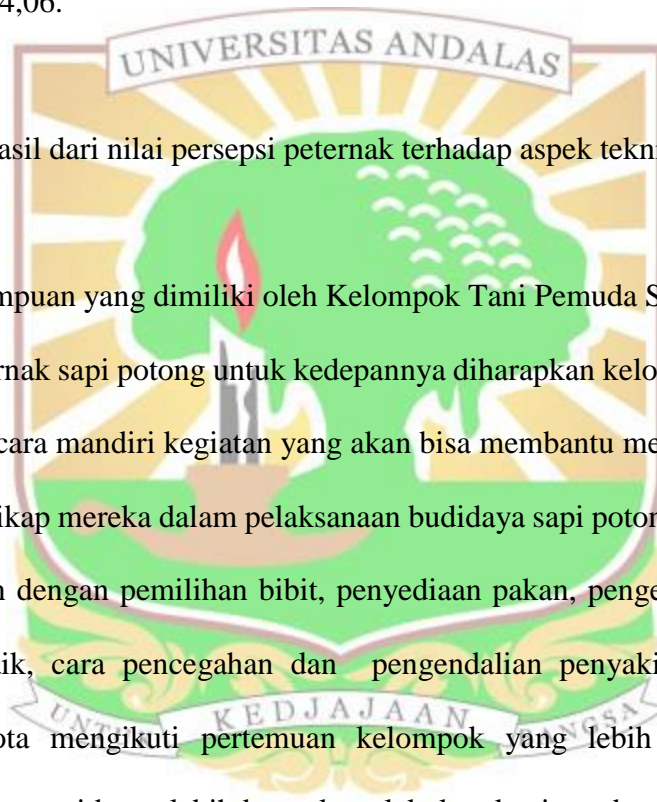 4,06.
UNIVERSITAS ANDALAS
asil dari nilai persepsi peternak terhadap aspek tekn
mpuan yang dimiliki oleh Kelompok Tani Pemuda S
rnak sapi potong untuk kedepannya diharapkan kelo
cara mandiri kegiatan yang akan bisa membantu me
ikap mereka dalam pelaksanaan budidaya sapi poton
n dengan pemilihan bibit, penyediaan pakan, penge
ik, cara pencegahan dan pengendalian penyaki
UNTUK KEDJAJAAN BANGSA
ota mengikuti pertemuan kelompok yang lebih